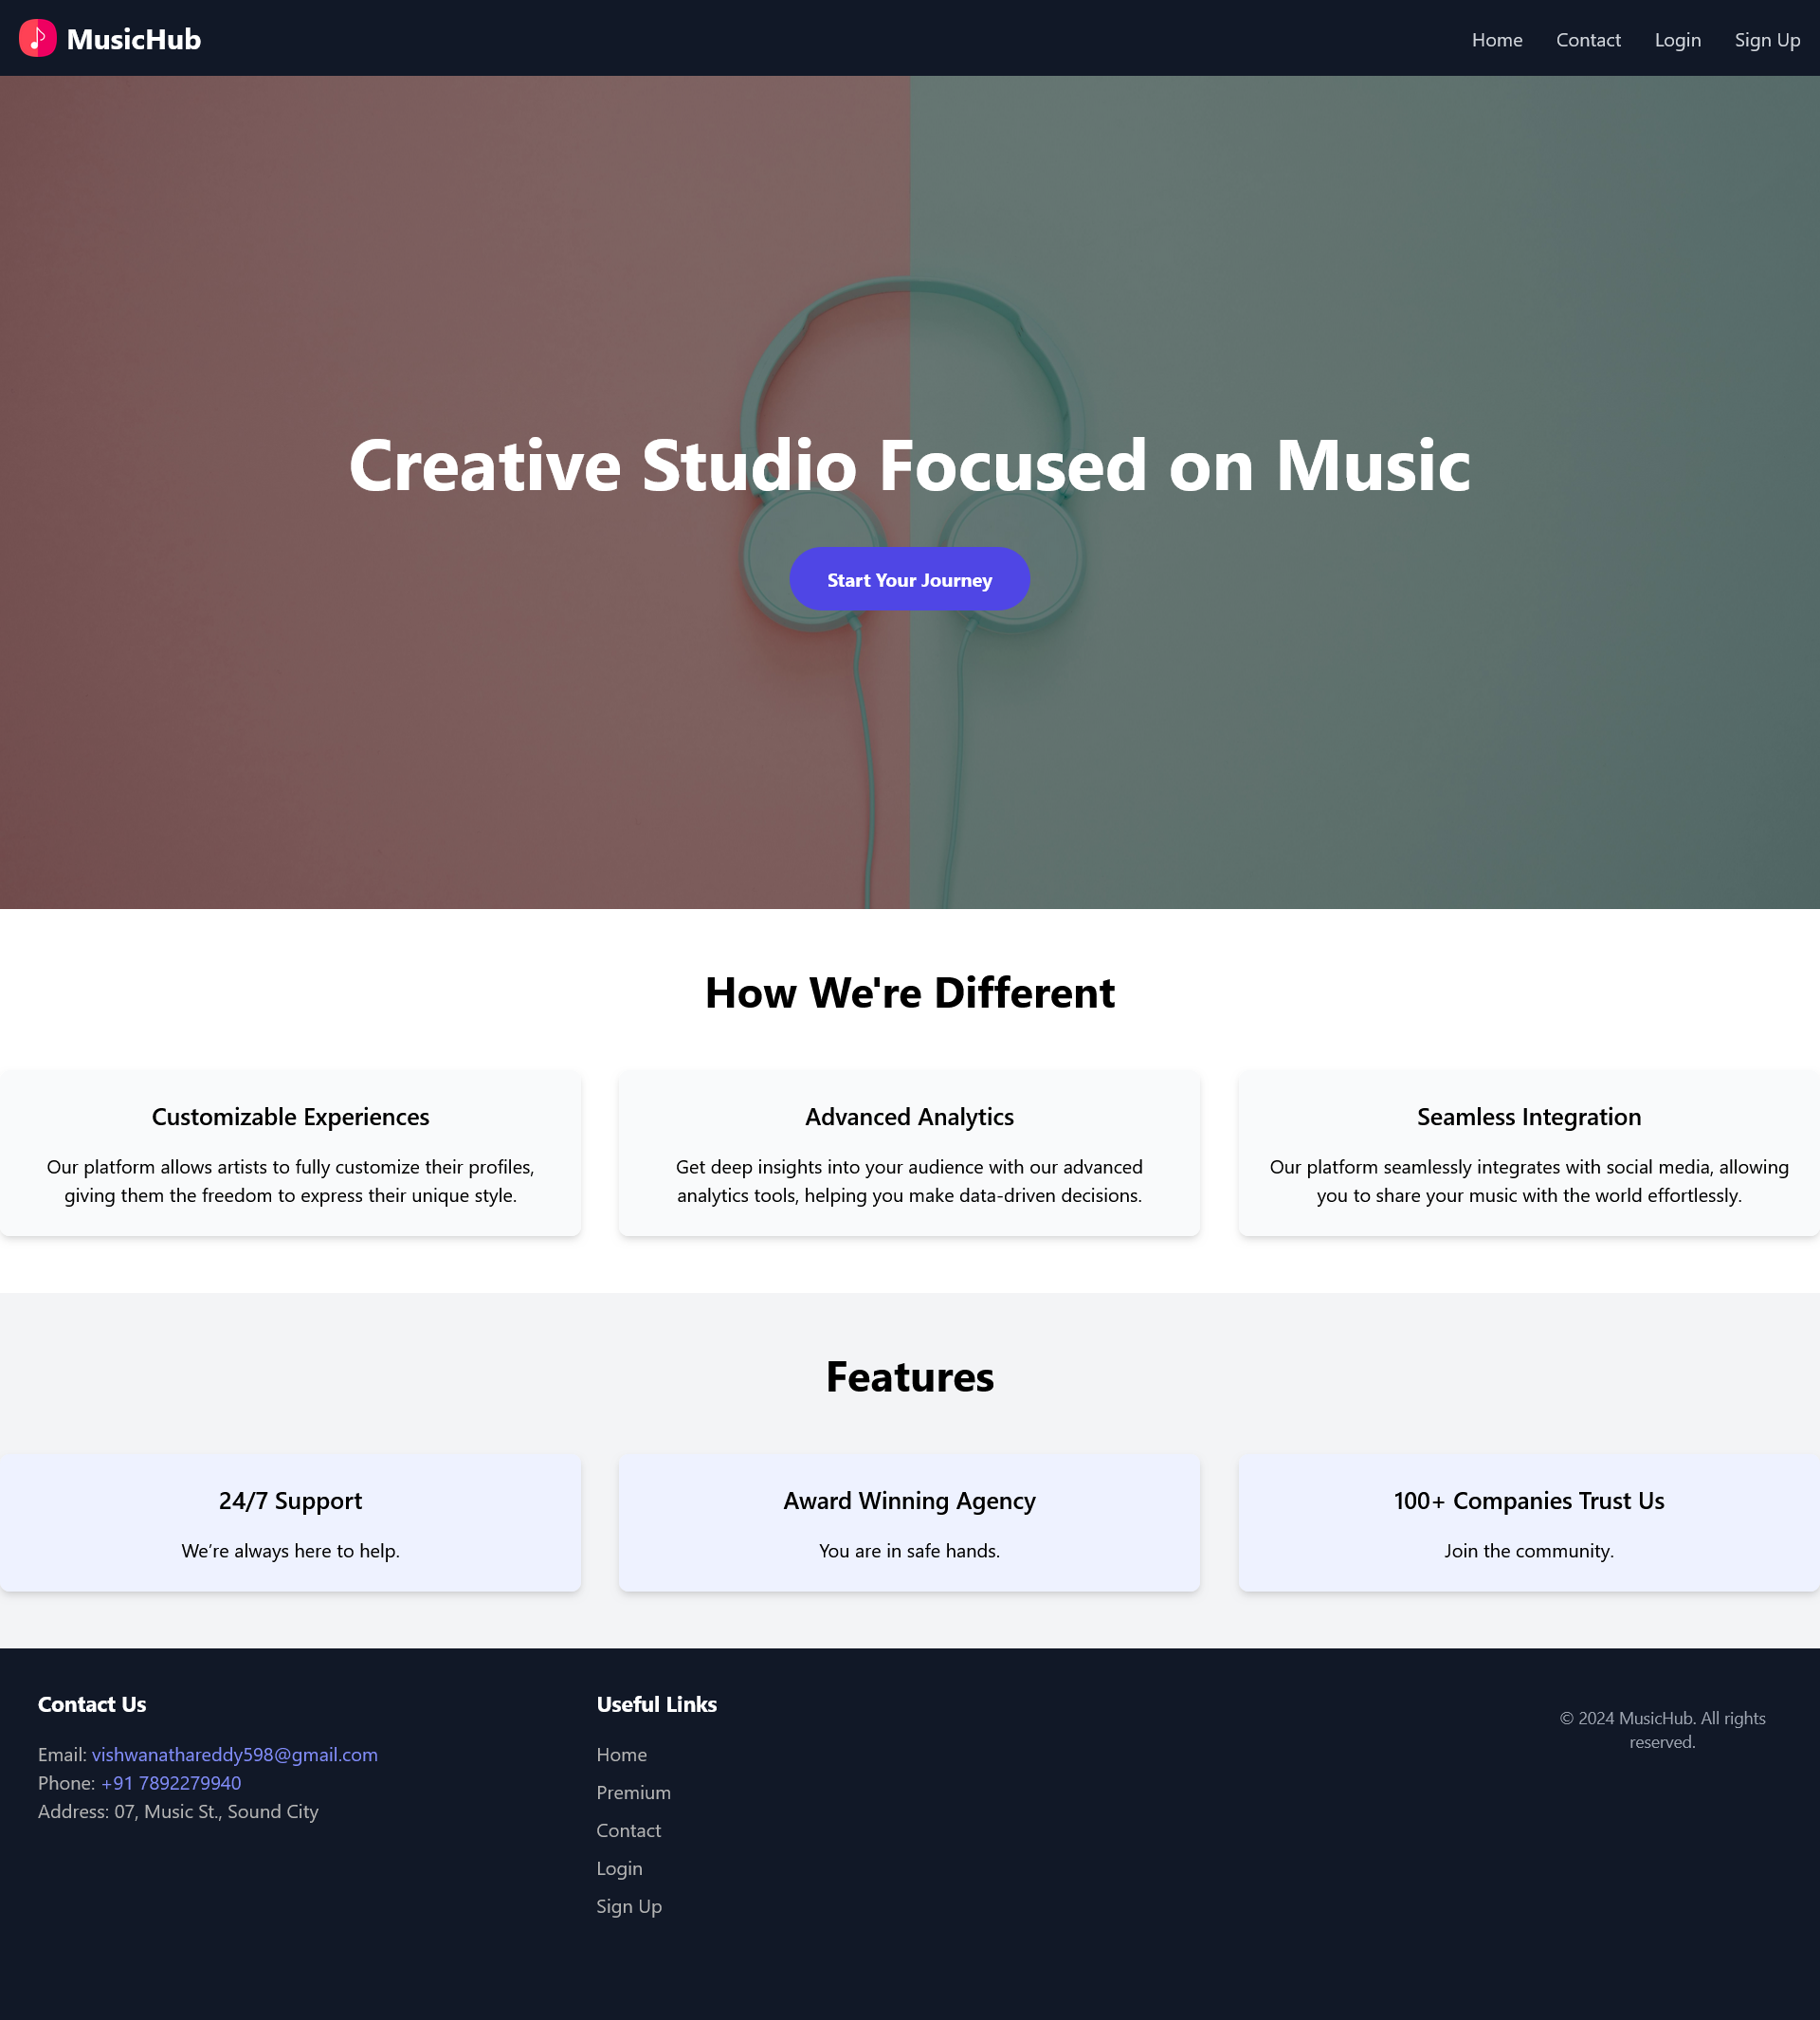 MusicHub
Home Contact Login Sign Up
Creative Studio Focused on Music
Start Your Journey
How We're Different
Customizable Experiences
Our platform allows artists to fully customize their profiles,
giving them the freedom to express their unique style.
Advanced Analytics
Get deep insights into your audience with our advanced
analytics tools, helping you make data-driven decisions.
Seamless Integration
Our platform seamlessly integrates with social media, allowing
you to share your music with the world effortlessly.
Features
24/7 Support
We’re always here to help.
Award Winning Agency
You are in safe hands.
100+ Companies Trust Us
Join the community.
Contact Us
Email: vishwanathareddy598@gmail.com
Phone: +91 7892279940
Address: 07, Music St., Sound City
Useful Links
Home
Premium
Contact
Login
Sign Up
© 2024 MusicHub. All rights
reserved.